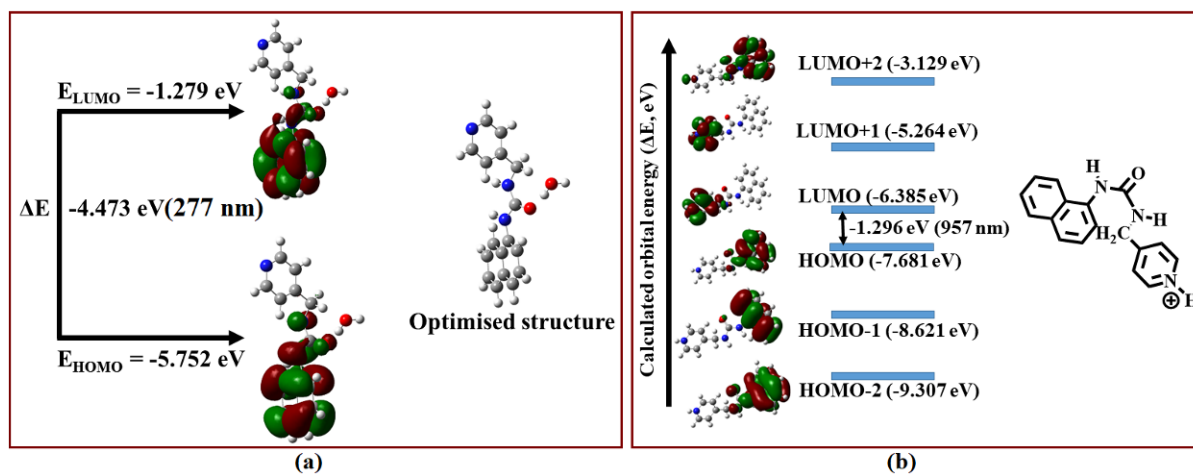 E_LUMO = -1.279 eV
ΔE
-4.473 eV(277 nm)
E_HOMO = -5.752 eV
Optimised structure
(a)
Calculated orbital energy (ΔE, eV)
LUMO+2 (-3.129 eV)
LUMO+1 (-5.264 eV)
LUMO (-6.385 eV)
-1.296 eV (957 nm)
HOMO (-7.681 eV)
HOMO-1 (-8.621 eV)
HOMO-2 (-9.307 eV)
H
N
O
N-H
H₂C
N
H
⊕
(b)